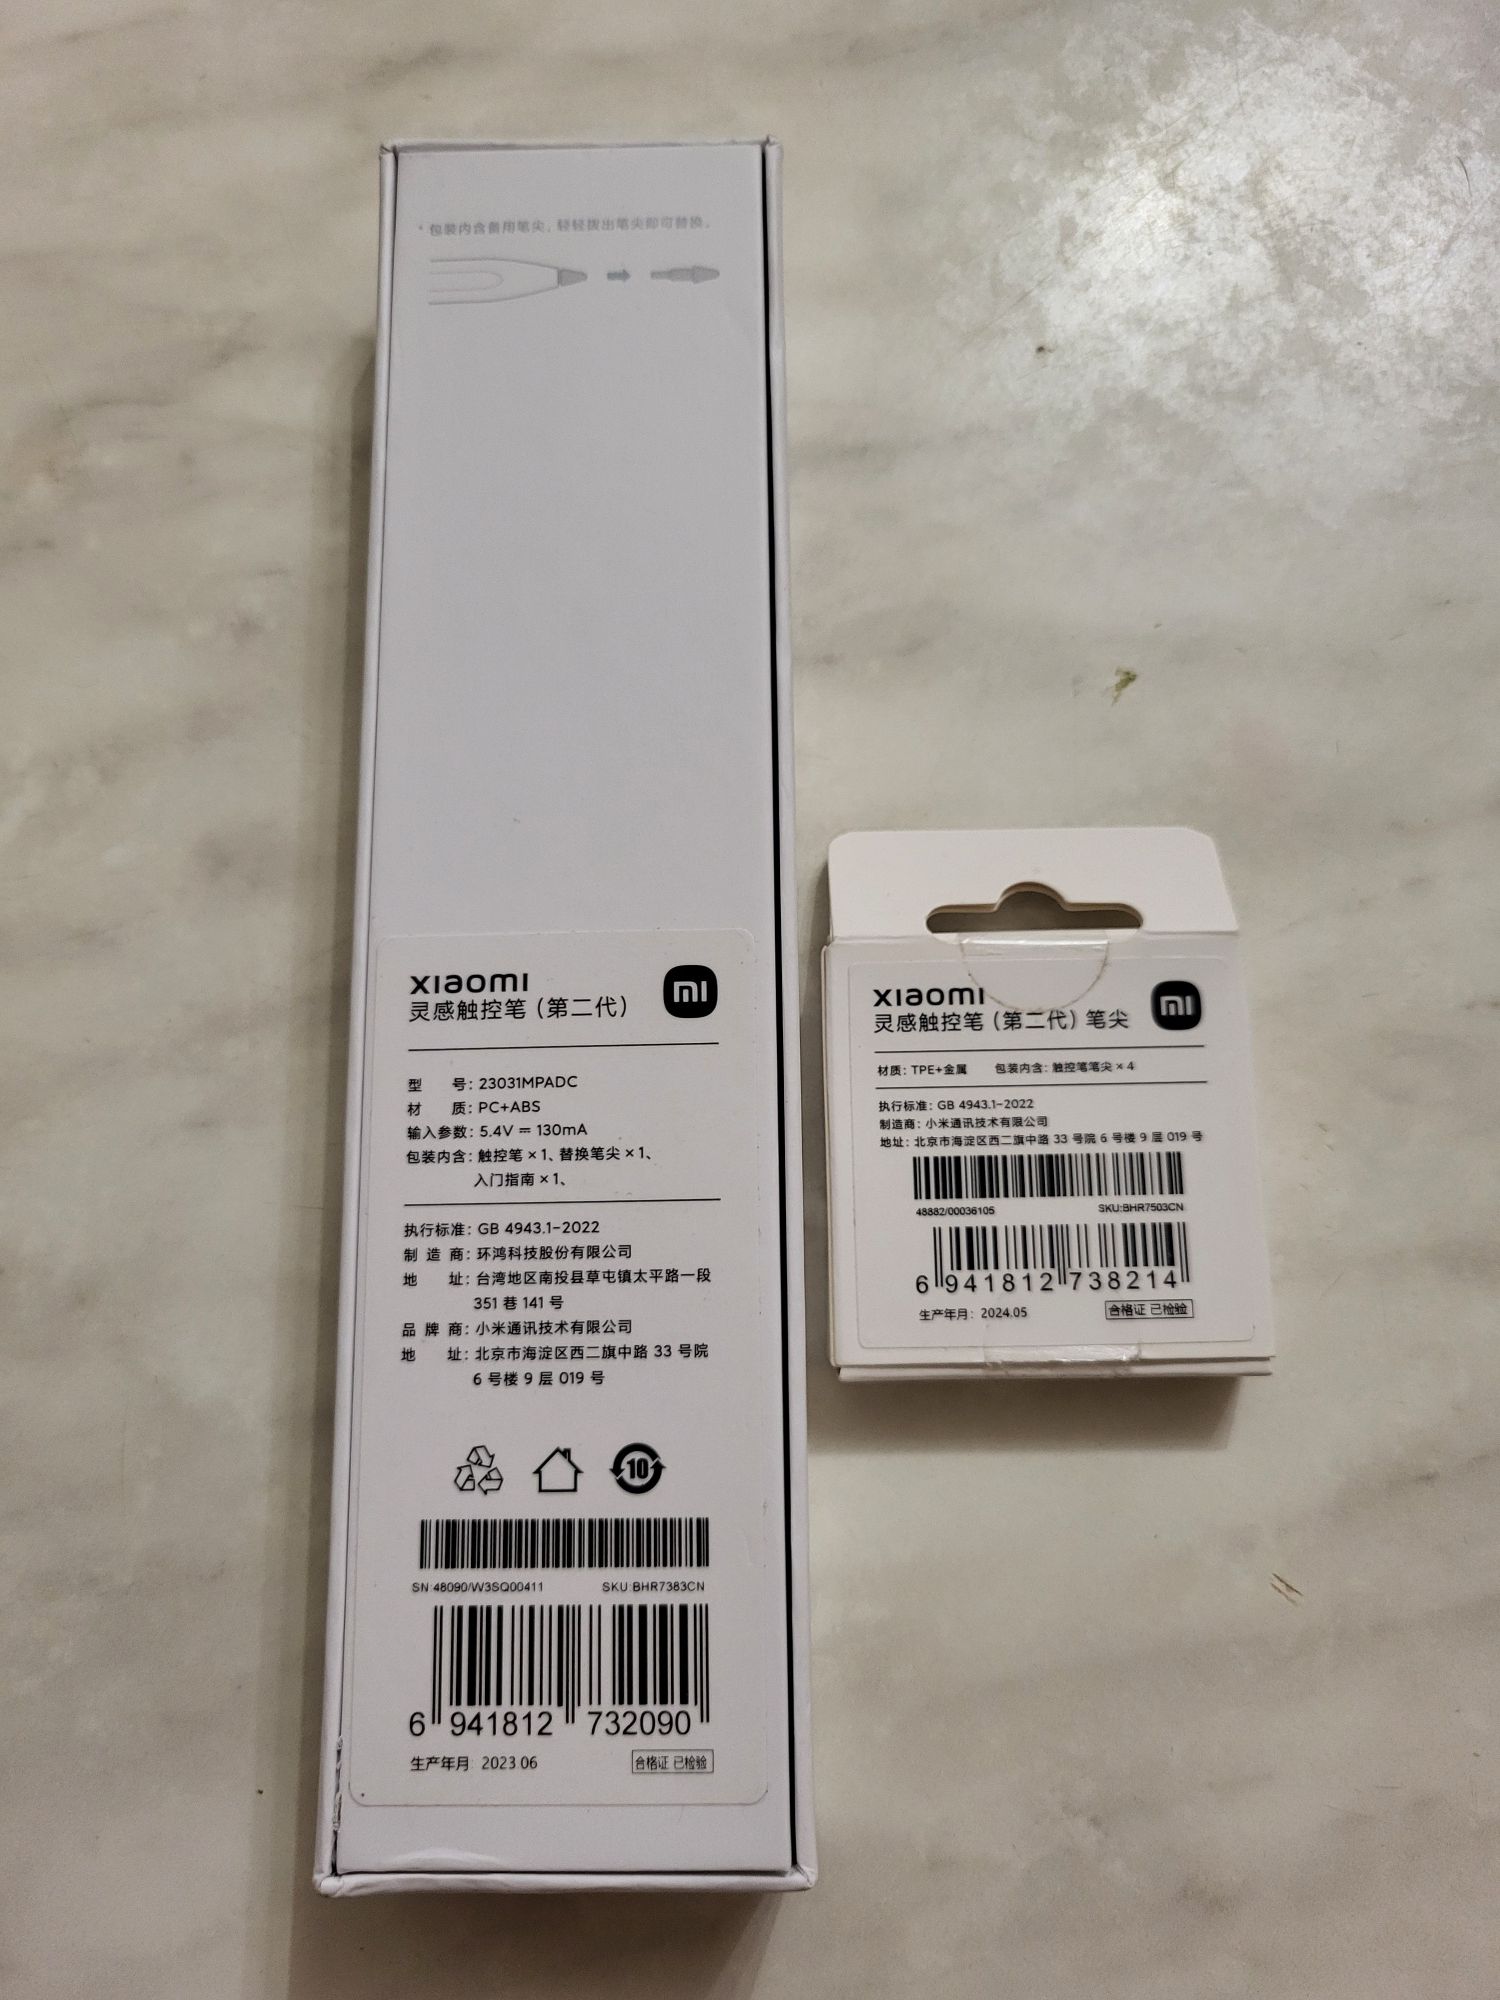 * 包装内含备用笔尖，轻轻拨出笔尖即可替换。
xiaomi
灵感触控笔（第二代）
型 号：23031MPADC
材 质：PC+ABS
输入参数：5.4V ⎓ 130mA
包装内含：触控笔 × 1、替换笔尖 × 1、
入门指南 × 1、
执行标准：GB 4943.1-2022
制 造 商：环鸿科技股份有限公司
地 址：台湾地区南投县草屯镇太平路一段
351 巷 141 号
品 牌 商：小米通讯技术有限公司
地 址：北京市海淀区西二旗中路 33 号院
6 号楼 9 层 019 号
10
SN:48090/W3SQ00411 SKU:BHR7383CN
6 941812 732090
生产年月 2023.06 合格证 已检验
xiaomi
灵感触控笔（第二代）笔尖
材质：TPE+金属 包装内含：触控笔笔尖 × 4
执行标准：GB 4943.1-2022
制造商：小米通讯技术有限公司
地址：北京市海淀区西二旗中路 33 号院 6 号楼 9 层 019 号
48882/00036105 SKU:BHR7503CN
6 941812 738214
生产年月：2024.05 合格证 已检验